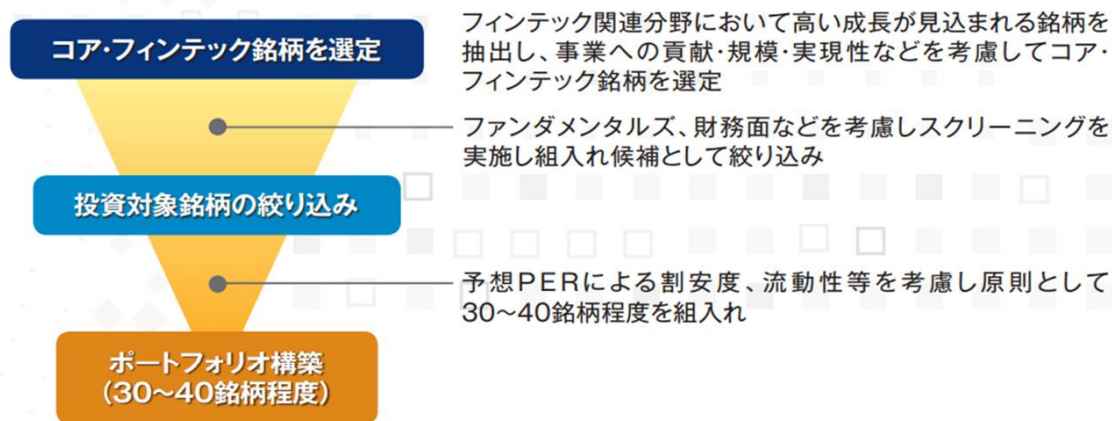 コア・フィンテック銘柄を選定
フィンテック関連分野において高い成長が見込まれる銘柄を
抽出し、事業への貢献・規模・実現性などを考慮してコア・
フィンテック銘柄を選定
ファンダメンタルズ、財務面などを考慮しスクリーニングを
実施し組入れ候補として絞り込み
投資対象銘柄の絞り込み
予想PERによる割安度、流動性等を考慮し原則として
30〜40銘柄程度を組入れ
ポートフォリオ構築
(30〜40銘柄程度)